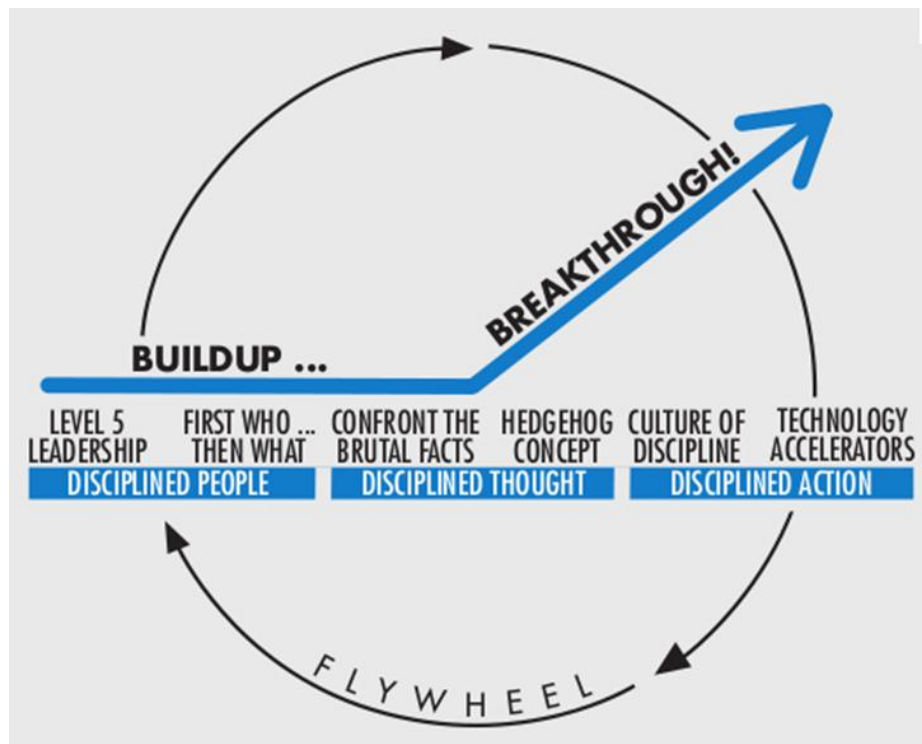 BREAKTHROUGH!
BUILDUP ...
LEVEL 5
LEADERSHIP
FIRST WHO ...
THEN WHAT
CONFRONT THE
BRUTAL FACTS
HEDGEHOG
CONCEPT
CULTURE OF
DISCIPLINE
TECHNOLOGY
ACCELERATORS
DISCIPLINED PEOPLE
DISCIPLINED THOUGHT
DISCIPLINED ACTION
FLYWHEEL